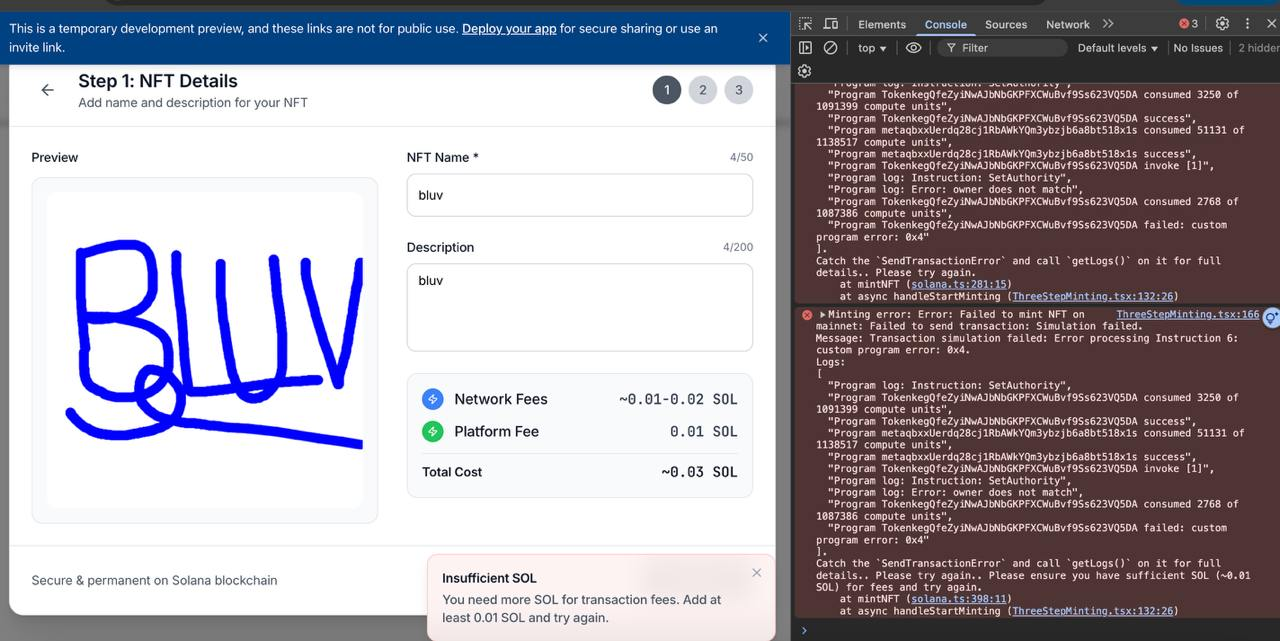 This is a temporary development preview, and these links are not for public use. Deploy your app for secure sharing or use an
invite link.
Step 1: NFT Details
Add name and description for your NFT
1 2 3
Preview
BLUV
NFT Name * 4/50
bluv
Description 4/200
bluv
Network Fees ~0.01-0.02 SOL
Platform Fee 0.01 SOL
Total Cost ~0.03 SOL
Secure & permanent on Solana blockchain
Insufficient SOL
You need more SOL for transaction fees. Add at
least 0.01 SOL and try again.
Elements Console Sources Network 3
top Filter Default levels No Issues 2 hidden
"Program log: Instruction: SetAuthority",
"Program TokenkegQfeZyiNwAJbNbGKPFXCWuBvf9Ss623VQ5DA consumed 3250 of
1091399 compute units",
"Program TokenkegQfeZyiNwAJbNbGKPFXCWuBvf9Ss623VQ5DA success",
"Program metaqbxxUerdq28cj1RbAWkYQm3ybzjb6a8bt518x1s consumed 51131 of
1138517 compute units",
"Program metaqbxxUerdq28cj1RbAWkYQm3ybzjb6a8bt518x1s success",
"Program TokenkegQfeZyiNwAJbNbGKPFXCWuBvf9Ss623VQ5DA invoke [1]",
"Program log: Instruction: SetAuthority",
"Program log: Error: owner does not match",
"Program TokenkegQfeZyiNwAJbNbGKPFXCWuBvf9Ss623VQ5DA consumed 2768 of
1087386 compute units",
"Program TokenkegQfeZyiNwAJbNbGKPFXCWuBvf9Ss623VQ5DA failed: custom
program error: 0x4"
].
Catch the `SendTransactionError` and call `getLogs()` on it for full
details.. Please try again.
at mintNFT (solana.ts:281:15)
at async handleStartMinting (ThreeStepMinting.tsx:132:26)
Minting error: Error: Failed to mint NFT on ThreeStepMinting.tsx:166
mainnet: Failed to send transaction: Simulation failed.
Message: Transaction simulation failed: Error processing Instruction 6:
custom program error: 0x4.
Logs:
[
"Program log: Instruction: SetAuthority",
"Program TokenkegQfeZyiNwAJbNbGKPFXCWuBvf9Ss623VQ5DA consumed 3250 of
1091399 compute units",
"Program TokenkegQfeZyiNwAJbNbGKPFXCWuBvf9Ss623VQ5DA success",
"Program metaqbxxUerdq28cj1RbAWkYQm3ybzjb6a8bt518x1s consumed 51131 of
1138517 compute units",
"Program metaqbxxUerdq28cj1RbAWkYQm3ybzjb6a8bt518x1s success",
"Program TokenkegQfeZyiNwAJbNbGKPFXCWuBvf9Ss623VQ5DA invoke [1]",
"Program log: Instruction: SetAuthority",
"Program log: Error: owner does not match",
"Program TokenkegQfeZyiNwAJbNbGKPFXCWuBvf9Ss623VQ5DA consumed 2768 of
1087386 compute units",
"Program TokenkegQfeZyiNwAJbNbGKPFXCWuBvf9Ss623VQ5DA failed: custom
program error: 0x4"
].
Catch the `SendTransactionError` and call `getLogs()` on it for full
details.. Please try again.. Please ensure you have sufficient SOL (~0.01
SOL) for fees and try again.
at mintNFT (solana.ts:398:11)
at async handleStartMinting (ThreeStepMinting.tsx:132:26)